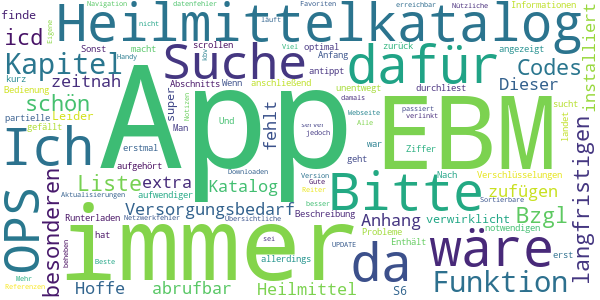 Navigation datenfehler Favoriten erreichbar Informationen
finde Eigene nicht Heilmittelkatalog Nützliche
icd macht Sonst kbv läuft Viel scrollen optimal Anfang zurück angezeigt
Kapitel Handy Suche dafür Codes installiert
kurz Bedienung zeitnah Abschnitts Wenn antippt unentwegt durchliest Dieser
schön super App anschließend damals EBM
partielle Leider gefällt Notizen Man Und fehlt server jedoch passiert verlinkt Webseite Alle sucht landet
Ich erstmal aufgehört war geht Ziffer Nach Verschlüsselungen
OPS besonderen Liste extra Katalog Downloaden Version Gute Reiter besser Bitte zufügen Sortierbare
Aktualisierungen aufwendiger Versorgungsbedarf Bzgl langfristigen
Runterladen Netzwerkfehler Übersichtliche Beschreibung Anhang verwirklicht notwendigen
immer hat beheben sei da Probleme wäre
allerdings Enthält erst
Mehr Beste Hoffe abrufbar Heilmittel UPDATE S6 Funktion
Referenzen